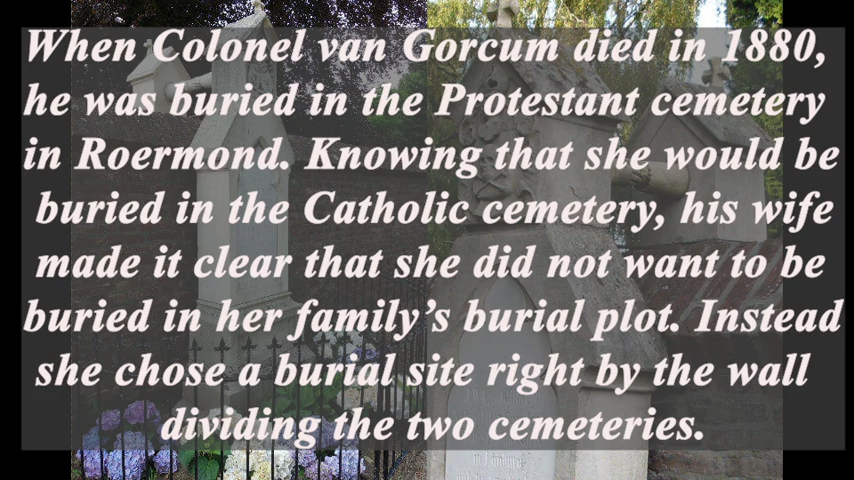 When Colonel van Gorcum died in 1880,
he was buried in the Protestant cemetery
in Roermond. Knowing that she would be
buried in the Catholic cemetery, his wife
made it clear that she did not want to be
buried in her family's burial plot. Instead
she chose a burial site right by the wall
dividing the two cemeteries.